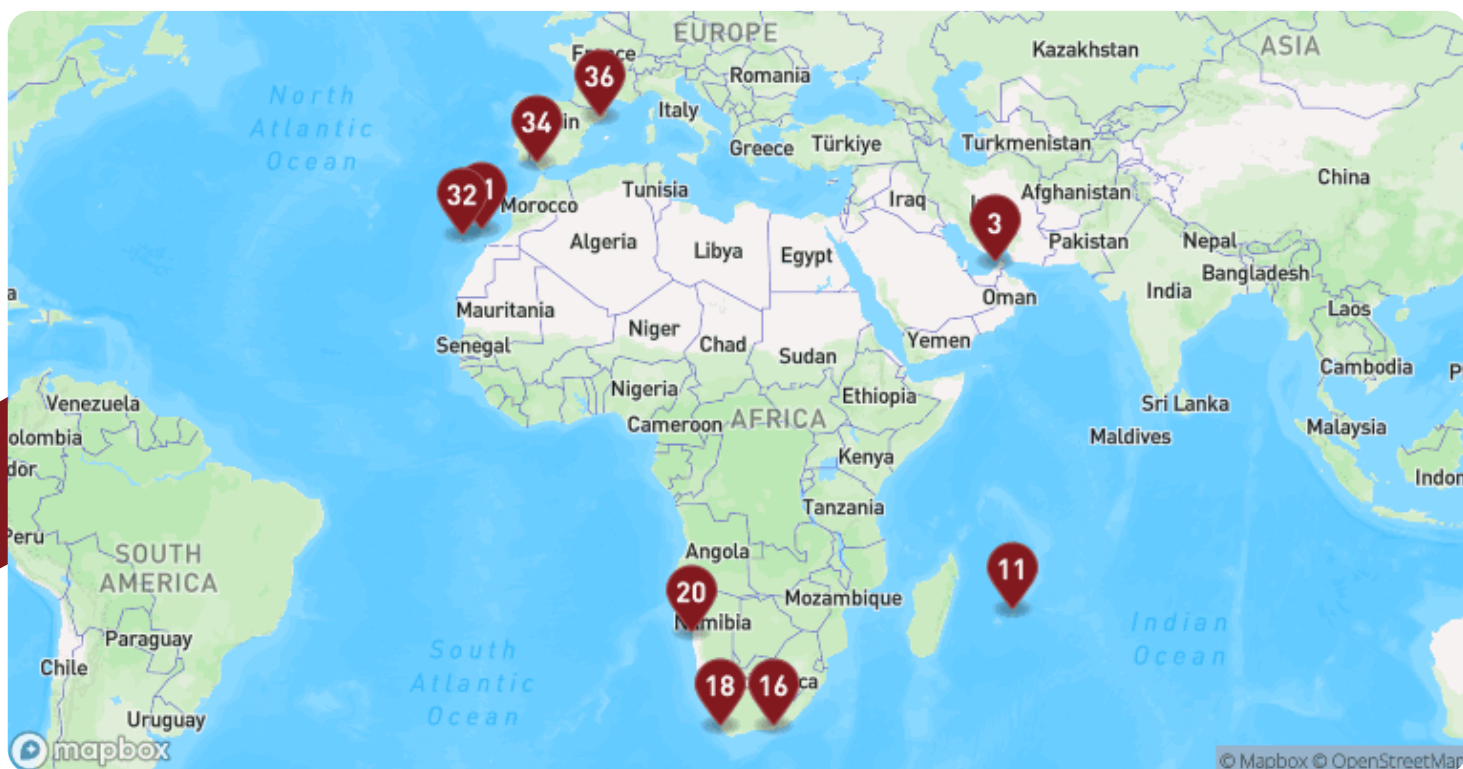 EUROPE
ASIA
Kazakhstan
France
36
Romania
North
Atlantic
Ocean
Italy
34
Greece
Türkiye
Turkmenistan
China
Tunisia
Afghanistan
32
Morocco
Iraq
3
Algeria
Libya
Egypt
Pakistan
Nepal
Bangladesh
India
Oman
Mauritania
Laos
Niger
Chad
Senegal
Sudan
Yemen
Cambodia
Nigeria
Ethiopia
Venezuela
Sri Lanka
Cameroon
AFRICA
Malaysia
Maldives
Kenya
Tanzania
Peru
SOUTH
AMERICA
Angola
11
20
Mozambique
Namibia
Indian
Ocean
Paraguay
South
Atlantic
Ocean
Chile
18
16
Uruguay
mapbox
© Mapbox © OpenStreetMap